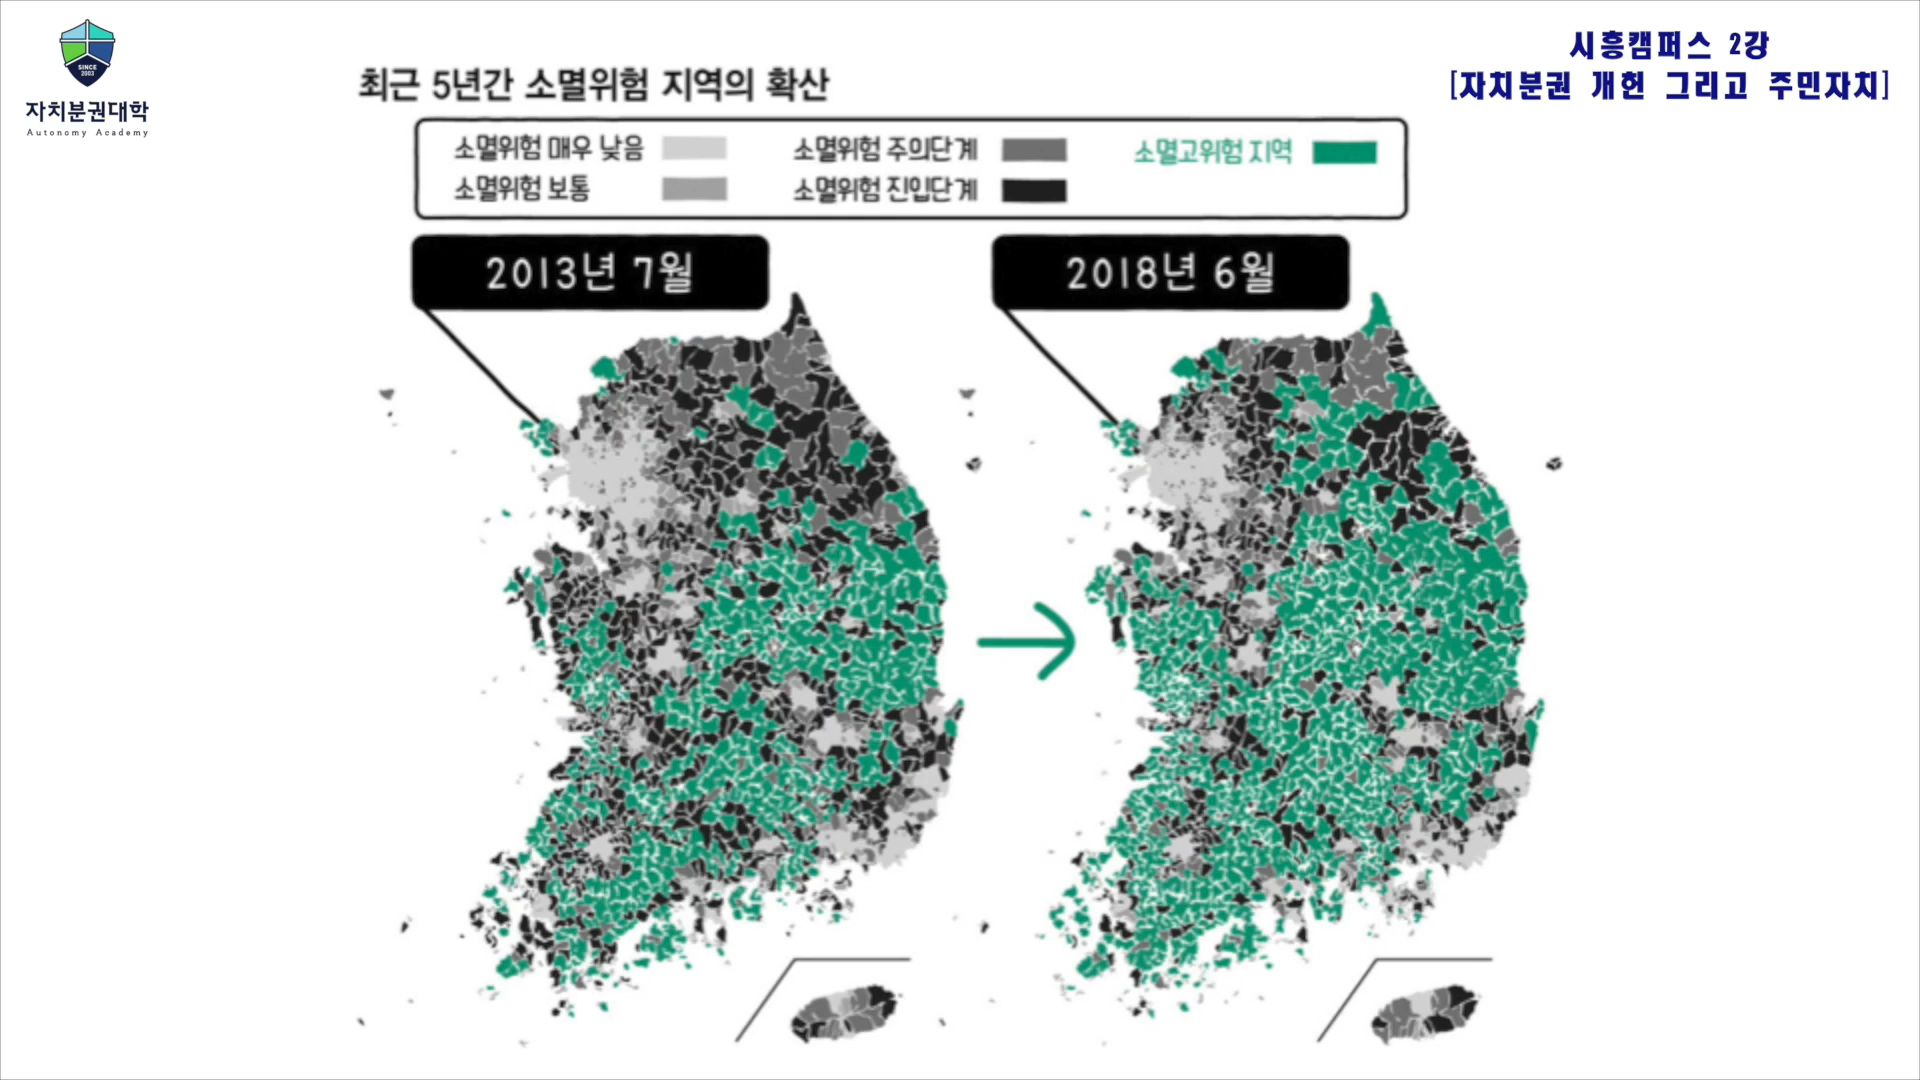 SINCE
2003
자치분권대학
Autonomy Academy
시흥캠퍼스 2강
[자치분권 개헌 그리고 주민자치]
최근 5년간 소멸위험 지역의 확산
소멸위험 매우 낮음
소멸위험 주의단계
소멸고위험 지역
소멸위험 보통
소멸위험 진입단계
2013년 7월
2018년 6월